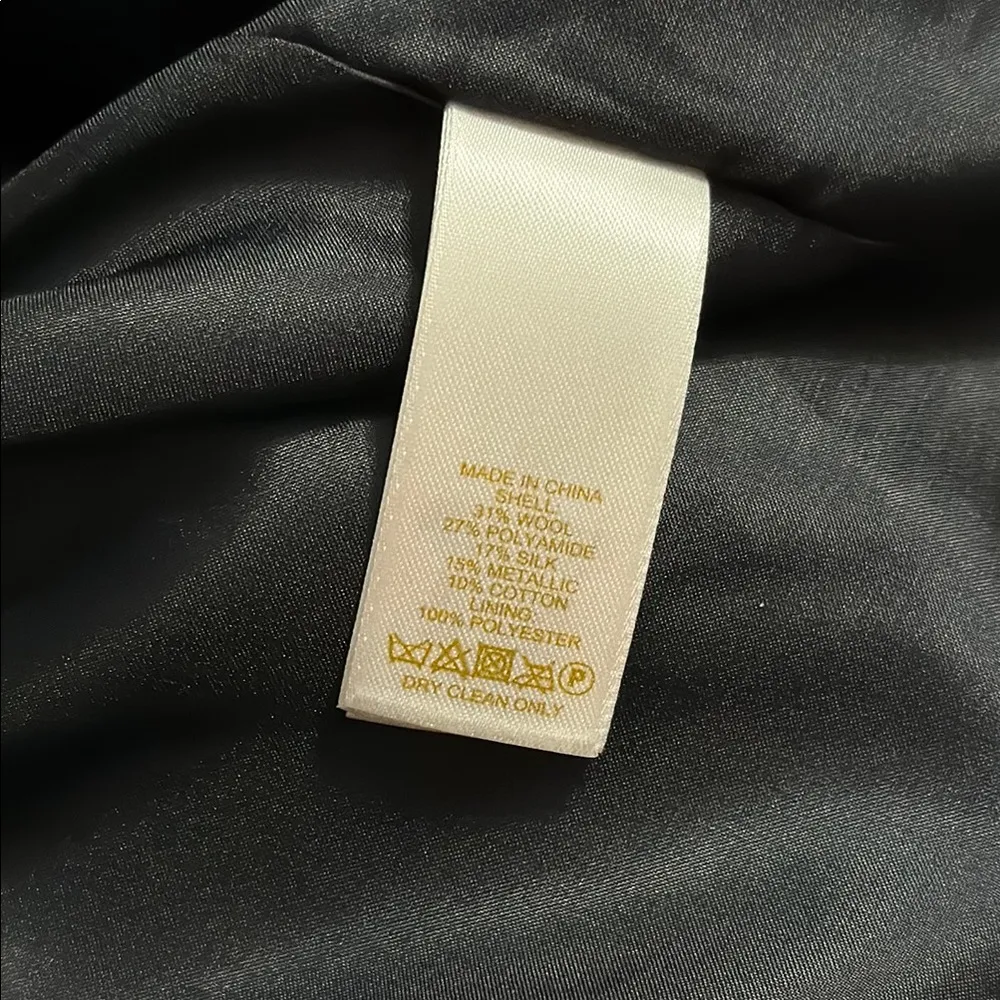 MADE IN CHINA
SHELL
31% WOOL
27% POLYAMIDE
17% SILK
15% METALLIC
10% COTTON
LINING
100% POLYESTER
P
DRY CLEAN ONLY